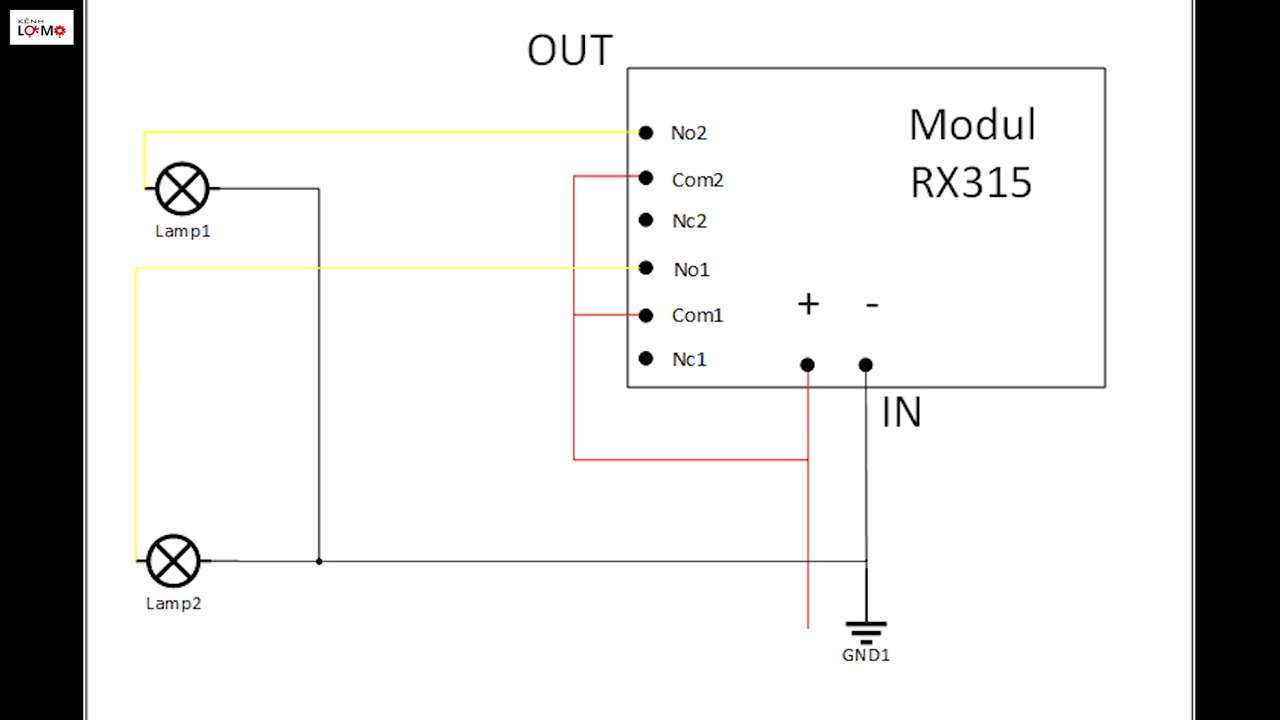 KÊNH
LOMO
OUT
Modul
RX315
No2
Com2
Nc2
No1
Com1
Nc1
+ -
IN
Lamp1
Lamp2
GND1